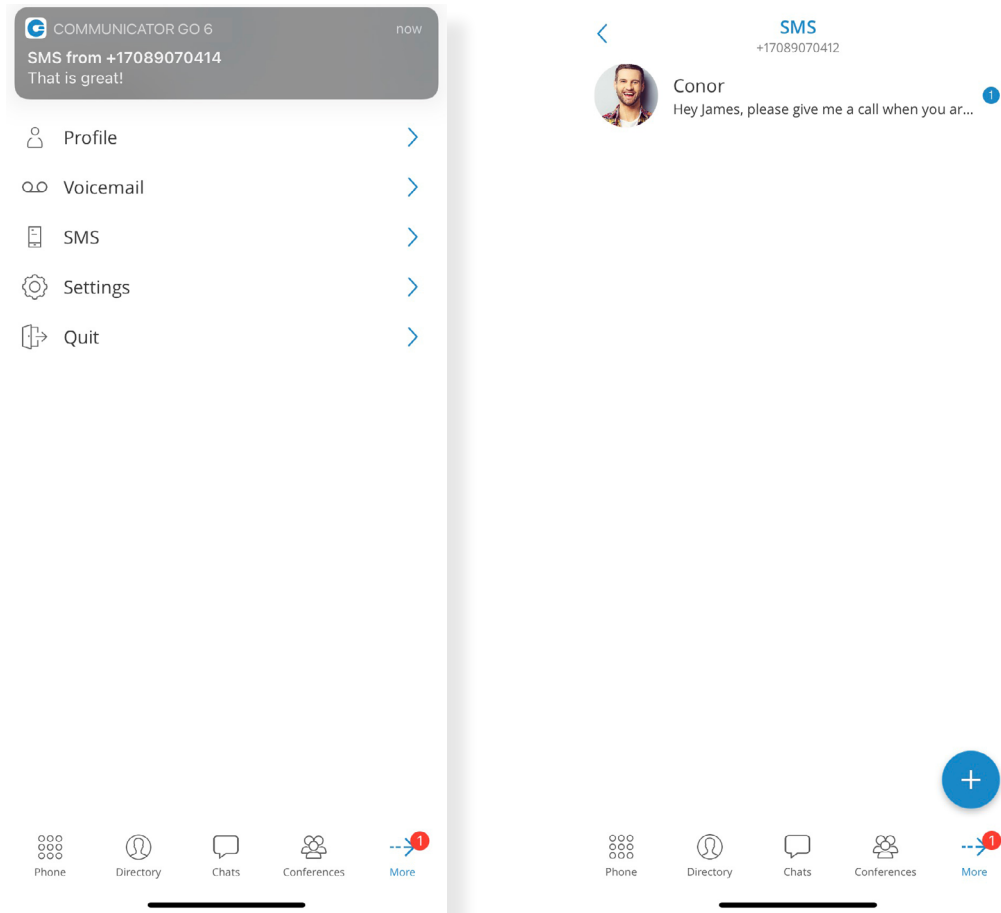 COMMUNICATOR GO 6 now
SMS from +17089070414
That is great!
Profile
Voicemail
SMS
Settings
Quit
Phone Directory Chats Conferences More
1
SMS
+17089070412
Conor
Hey James, please give me a call when you ar...
1
+
Phone Directory Chats Conferences More
1